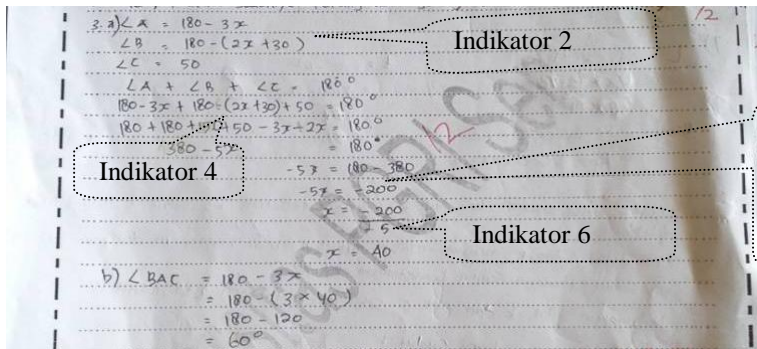 12
3. a) ∠A = 180 - 3x
∠B = 180 - (2x + 30)
Indikator 2
∠C = 50
∠A + ∠B + ∠C = 180°
180 - 3x + 180 - (2x + 30) + 50 = 180°
180 + 180 + 50 - 3x - 2x = 180°
12
380 - 5x = 180°
Indikator 4
-5x = 180 - 380
-5x = -200
x = -200
-5
Indikator 6
x = 40
b) ∠BAC = 180 - 3x
= 180 - (3 × 40)
= 180 - 120
= 60°